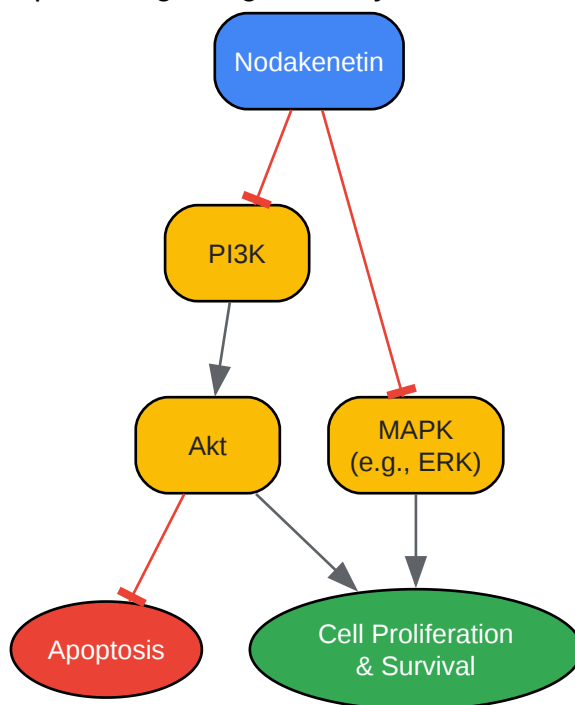 Nodakenetin
PI3K
Akt
MAPK
(e.g., ERK)
Apoptosis
Cell Proliferation
& Survival